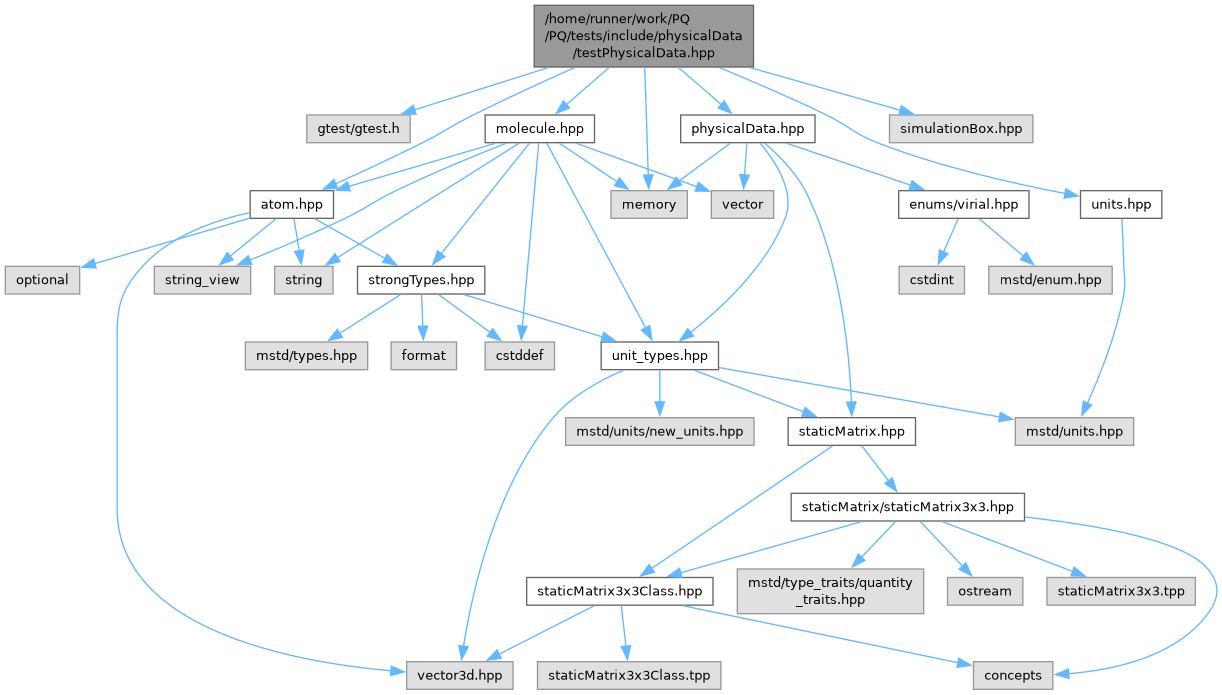 /home/runner/work/PQ
/PQ/tests/include/physicalData
/testPhysicalData.hpp
gtest/gtest.h
molecule.hpp
physicalData.hpp
simulationBox.hpp
atom.hpp
memory
vector
enums/virial.hpp
units.hpp
optional
string_view
string
strongTypes.hpp
cstdint
mstd/enum.hpp
mstd/types.hpp
format
cstddef
unit_types.hpp
mstd/units/new_units.hpp
staticMatrix.hpp
mstd/units.hpp
staticMatrix/staticMatrix3x3.hpp
staticMatrix3x3Class.hpp
mstd/type_traits/quantity
_traits.hpp
ostream
staticMatrix3x3.tpp
vector3d.hpp
staticMatrix3x3Class.tpp
concepts